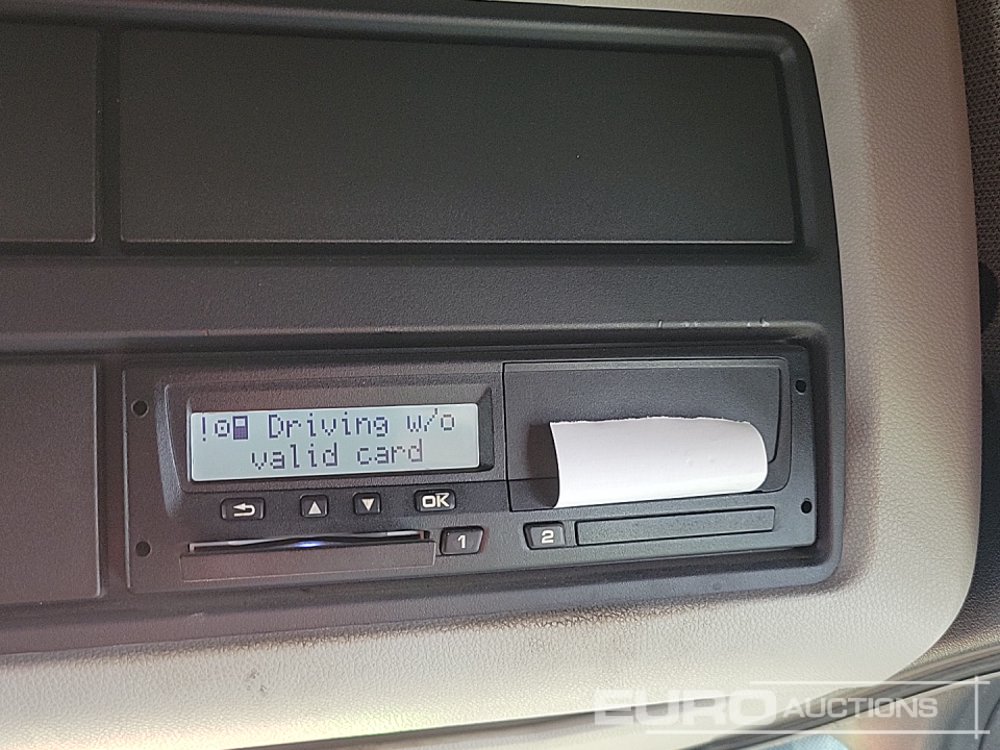 ! Driving w/o
valid card
OK
1
2
EURO AUCTIONS